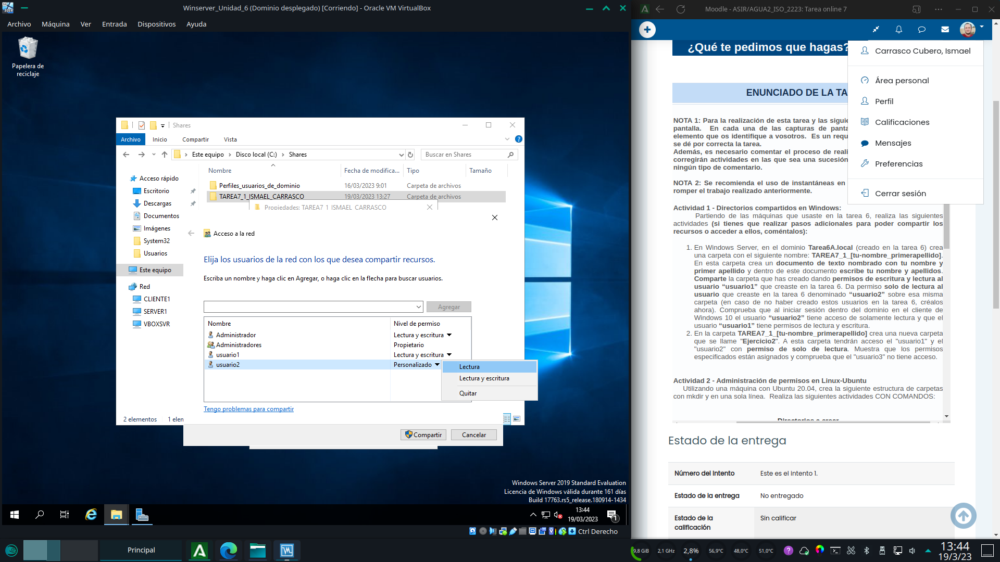 Winserver_Unidad_6 (Dominio desplegado) [Corriendo] - Oracle VM VirtualBox
Archivo Máquina Ver Entrada Dispositivos Ayuda
Papelera de
reciclaje
Shares
Archivo Inicio Compartir Vista
Este equipo Disco local (C:) Shares
Buscar en Shares
Nombre Fecha de modifica... Tipo Tamaño
Perfiles_usuarios_de_dominio 16/03/2023 9:01 Carpeta de archivos
TAREA7_1_ISMAEL_CARRASCO 19/03/2023 13:27 Carpeta de archivos
Acceso rápido
Escritorio
Descargas
Documentos
Imágenes
System32
Usuarios
Este equipo
Red
CLIENTE1
SERVER1
VBOXSVR
2 elementos 1 elen
Propiedades: TAREA7_1_ISMAEL_CARRASCO
Acceso a la red
Elija los usuarios de la red con los que desea compartir recursos.
Escriba un nombre y haga clic en Agregar, o haga clic en la flecha para buscar usuarios.
Agregar
Nombre Nivel de permiso
Administrador Lectura y escritura
Administradores Propietario
usuario1 Lectura y escritura
usuario2 Personalizado
Lectura
Lectura y escritura
Quitar
Tengo problemas para compartir
Compartir Cancelar
Windows Server 2019 Standard Evaluation
Licencia de Windows válida durante 161 días
Build 17763.rs5_release.180914-1434
13:44
19/03/2023
1
Ctrl Derecho
Moodle - ASIR/AGUA2_ISO_2223: Tarea online 7
¿Qué te pedimos que hagas?
Carrasco Cubero, Ismael
Área personal
Perfil
Calificaciones
Mensajes
Preferencias
Cerrar sesión
ENUNCIADO DE LA TA
NOTA 1: Para la realización de esta tarea y las siguie
pantalla. En cada una de las capturas de panta
elemento que os identifique a vosotros. Es un requ
se dé por correcta la tarea.
Además, es necesario comentar el proceso de reali
corregirán actividades en las que sea una sucesión
ningún tipo de comentario.
NOTA 2: Se recomienda el uso de instantáneas en
romper el trabajo realizado anteriormente.
Actividad 1 - Directorios compartidos en Windows:
Partiendo de las máquinas que usaste en la tarea 6, realiza las siguientes
actividades (si tienes que realizar pasos adicionales para poder compartir los
recursos o acceder a ellos, coméntalos):
1. En Windows Server, en el dominio Tarea6A.local (creado en la tarea 6) crea
una carpeta con el siguiente nombre: TAREA7_1_[tu-nombre_primerapellido].
En esta carpeta crea un documento de texto nombrado con tu nombre y
primer apellido y dentro de este documento escribe tu nombre y apellidos.
Comparte la carpeta que has creado dando permisos de escritura y lectura al
usuario “usuario1” que creaste en la tarea 6. Da permiso solo de lectura al
usuario que creaste en la tarea 6 denominado “usuario2” sobre esa misma
carpeta (en caso de no haber creado estos usuarios en la tarea 6, créalos
ahora). Comprueba que al iniciar sesión dentro del dominio en el cliente de
Windows 10 el usuario “usuario2” tiene acceso de solamente lectura y que el
usuario “usuario1” tiene permisos de lectura y escritura.
2. En la carpeta TAREA7_1_[tu-nombre_primerapellido] crea una nueva carpeta
que se llame "Ejercicio2". A esta carpeta tendrán acceso el "usuario1" y el
"usuario2" con permiso de solo de lectura. Muestra que los permisos
especificados están asignados y comprueba que el "usuario3" no tiene acceso.
Actividad 2 - Administración de permisos en Linux-Ubuntu
Utilizando una máquina con Ubuntu 20.04, crea la siguiente estructura de carpetas
con mkdir y en una sola línea. Realiza las siguientes actividades CON COMANDOS:
Directorios a crear
Estado de la entrega
Número del intento Este es el intento 1.
Estado de la entrega No entregado
Estado de la
calificación
Sin calificar
Principal
9,8 GiB 2,1 GHz 2,8% 56,9°C 48,0°C 51,0°C
13:44
19/3/23